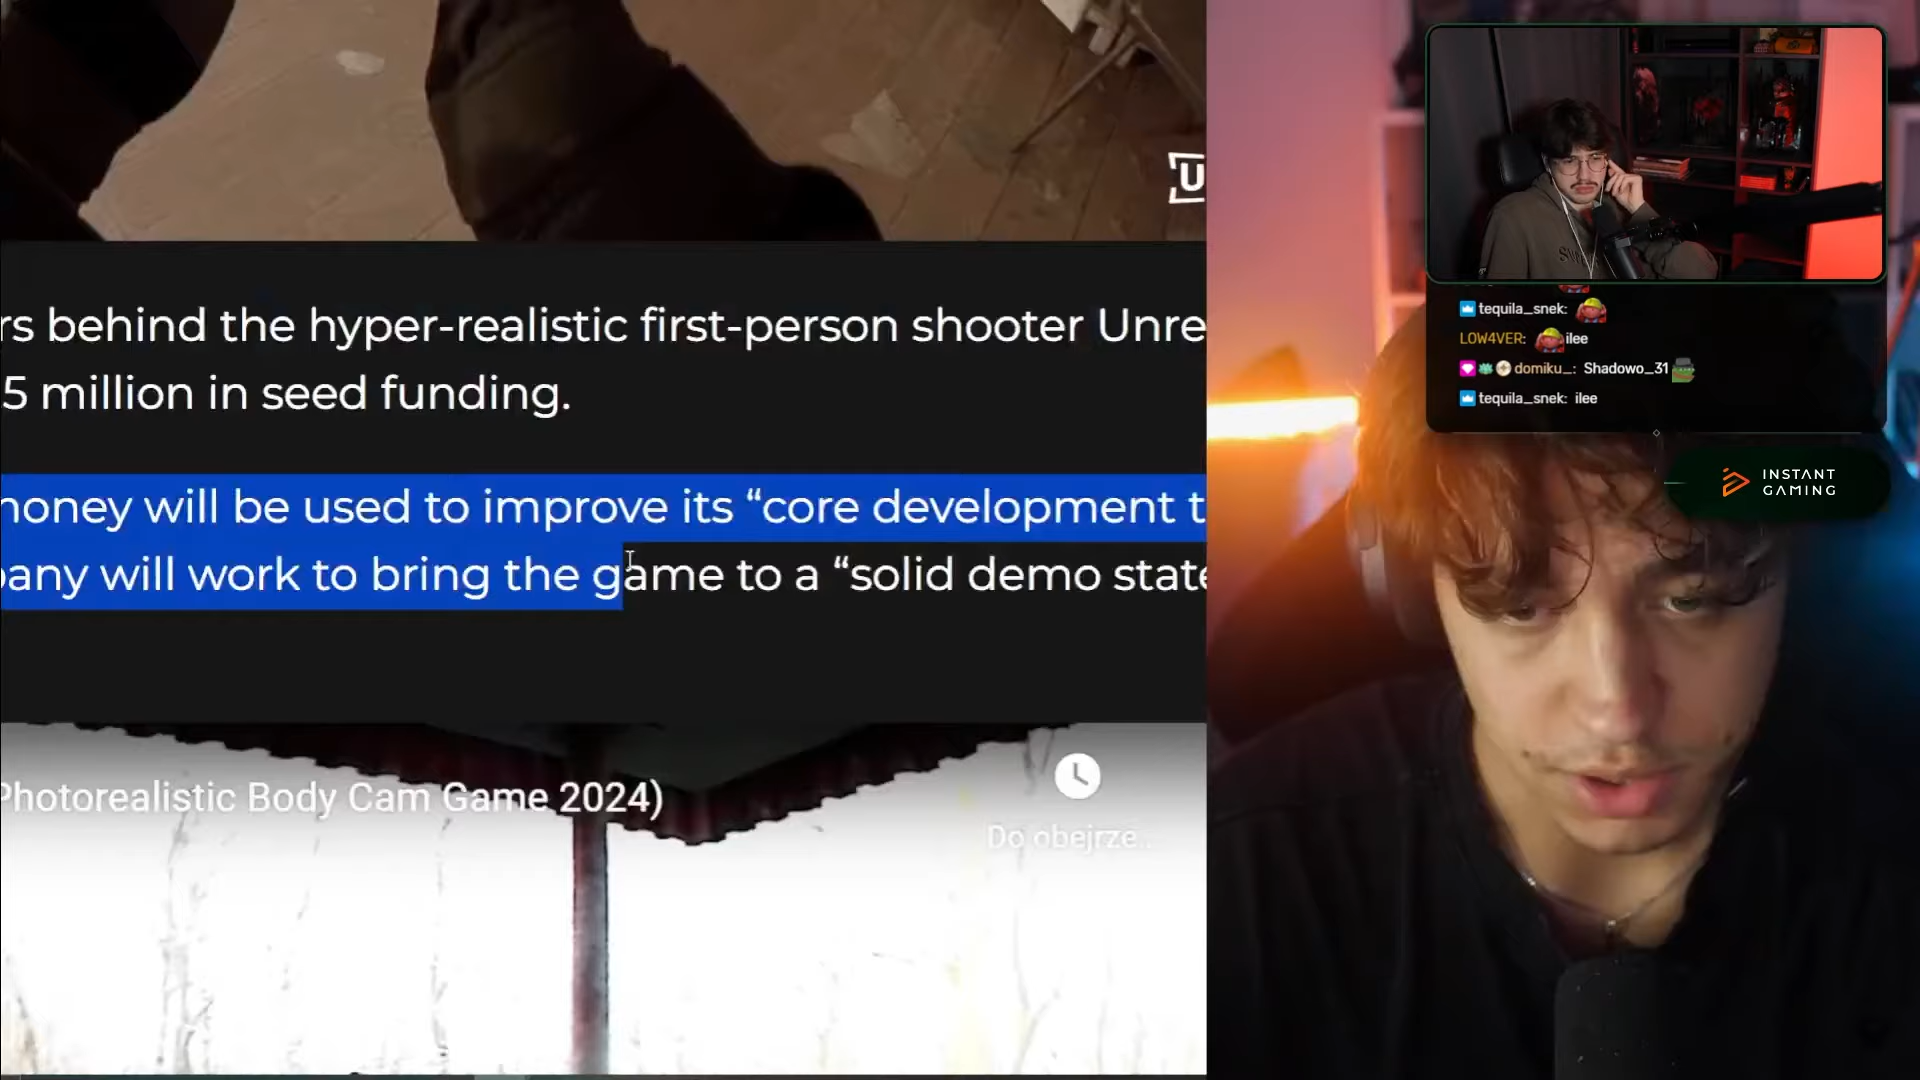 U
rs behind the hyper-realistic first-person shooter Unre
5 million in seed funding.
noney will be used to improve its “core development t
pany will work to bring the game to a “solid demo state
Photorealistic Body Cam Game 2024)
Do obejrze...
tequila_snek:
LOW4VER: ilee
domiku_: Shadowo_31
tequila_snek: ilee
INSTANT
GAMING